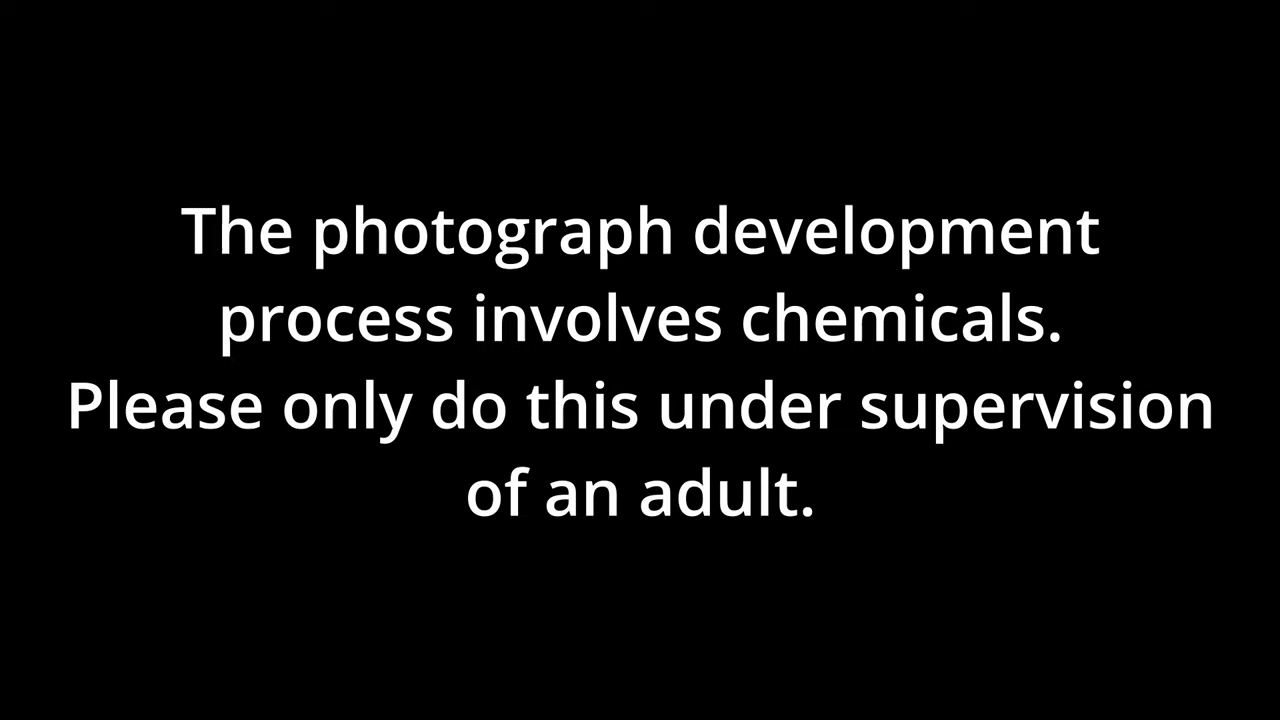 The photograph development
process involves chemicals.
Please only do this under supervision
of an adult.